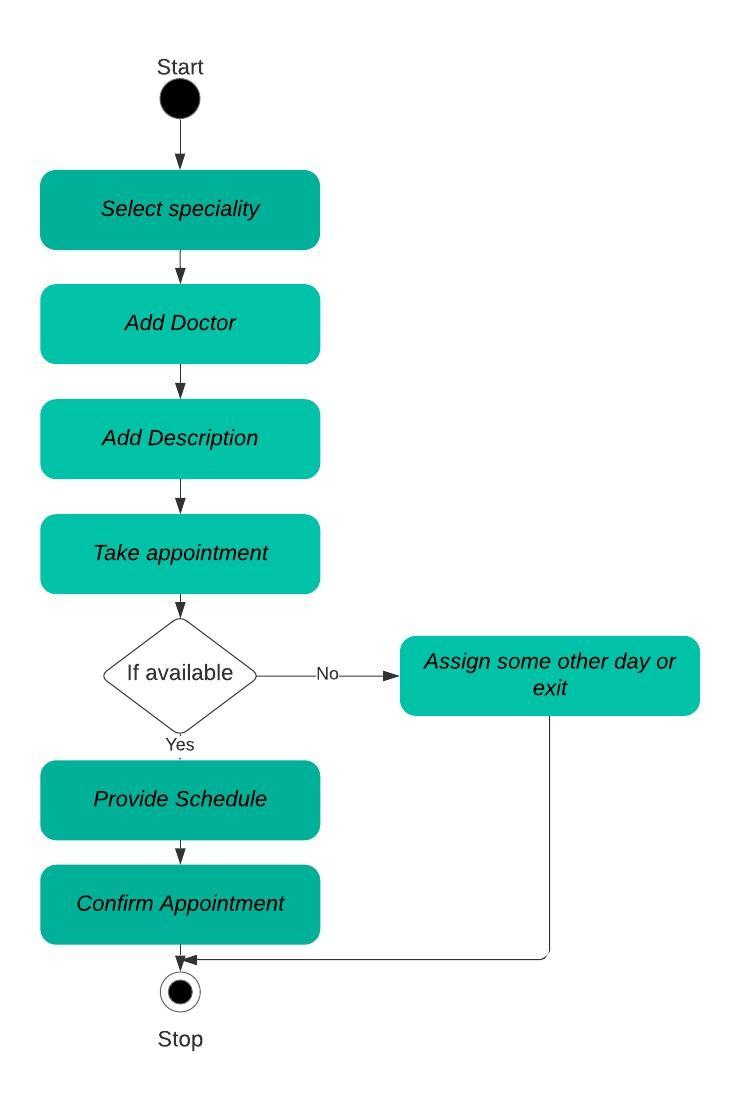 Start
Select speciality
Add Doctor
Add Description
Take appointment
If available
No
Assign some other day or
exit
Yes
Provide Schedule
Confirm Appointment
Stop